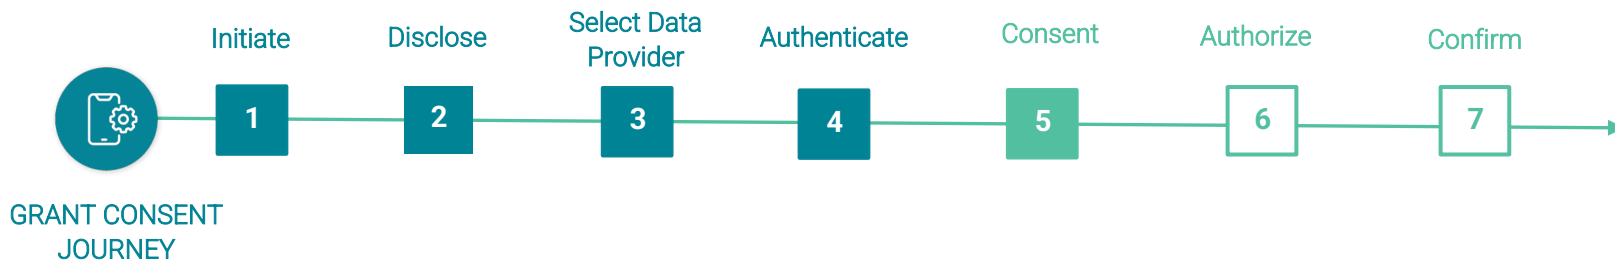 Initiate
Disclose
Select Data
Provider
Authenticate
Consent
Authorize
Confirm
1
2
3
4
5
6
7
GRANT CONSENT
JOURNEY